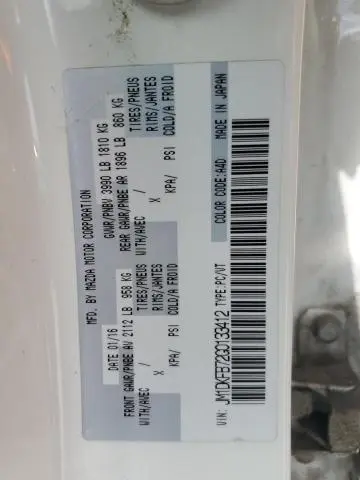 MFD. BY MAZDA MOTOR CORPORATION
DATE 01/16 GVWR/PNBV 3990 LB 1810 KG
FRONT GAWR/PNBE AV 2112 LB 958 KG REAR GAWR/PNBE AR 1896 LB 860 KG
WITH/AVEC / TIRES/PNEUS WITH/AVEC / TIRES/PNEUS
X RIMS/JANTES X RIMS/JANTES
KPA/ PSI COLD/A FROID KPA/ PSI COLD/A FROID
VIN: JM1DKFB72G0133412 TYPE:PC/VT COLOR CODE:A4D MADE IN JAPAN